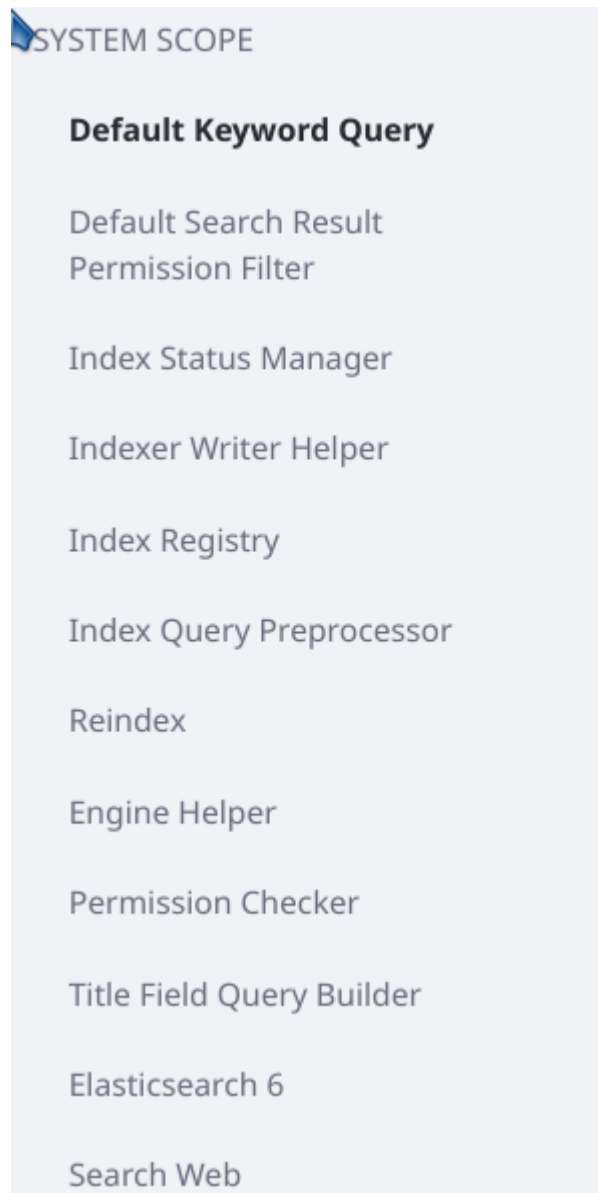 SYSTEM SCOPE
Default Keyword Query
Default Search Result
Permission Filter
Index Status Manager
Indexer Writer Helper
Index Registry
Index Query Preprocessor
Reindex
Engine Helper
Permission Checker
Title Field Query Builder
Elasticsearch 6
Search Web